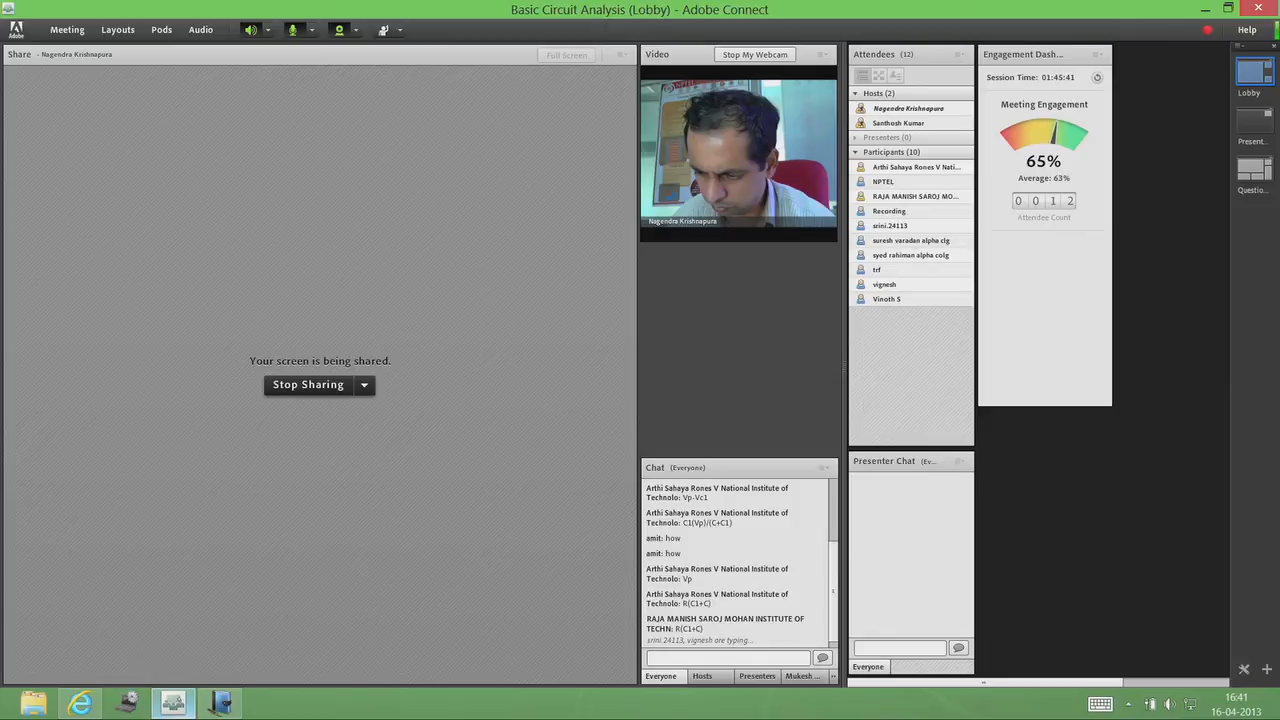 Basic Circuit Analysis (Lobby) - Adobe Connect
Adobe
Meeting Layouts Pods Audio
Help
Share - Nagendra Krishnapura
Full Screen
Your screen is being shared.
Stop Sharing
Video
Stop My Webcam
Nagendra Krishnapura
Chat (Everyone)
Arthi Sahaya Rones V National Institute of
Technolo: Vp-Vc1
Arthi Sahaya Rones V National Institute of
Technolo: C1(Vp)/(C+C1)
amit: how
amit: how
Arthi Sahaya Rones V National Institute of
Technolo: Vp
Arthi Sahaya Rones V National Institute of
Technolo: R(C1+C)
RAJA MANISH SAROJ MOHAN INSTITUTE OF
TECHN: R(C1+C)
srini.24113, vignesh are typing...
Everyone Hosts Presenters Mukesh ...
Attendees (12)
Hosts (2)
Nagendra Krishnapura
Santhosh Kumar
Presenters (0)
Participants (10)
Arthi Sahaya Rones V Nati...
NPTEL
RAJA MANISH SAROJ MO...
Recording
srini.24113
suresh varadan alpha clg
syed rahiman alpha colg
trf
vignesh
Vinoth S
Presenter Chat (Ev...
Everyone
Engagement Dash...
Session Time: 01:45:41
Meeting Engagement
65%
Average: 63%
0 0 1 2
Attendee Count
Lobby
Present...
Questio...
16:41
16-04-2013